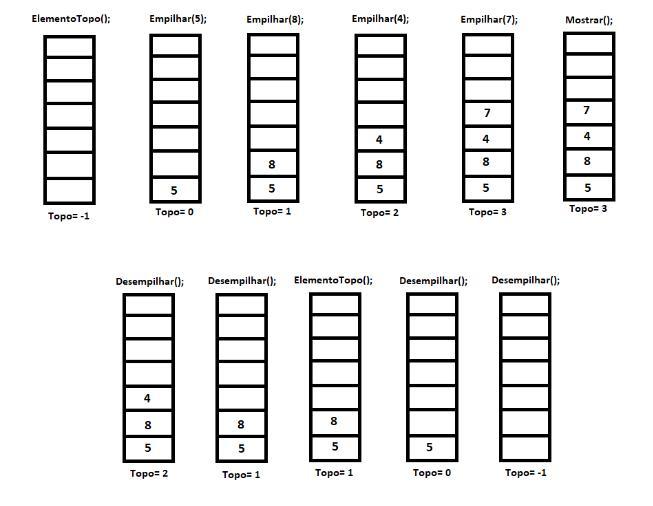 ElementoTopo(); Empilhar(5); Empilhar(8); Empilhar(4); Empilhar(7); Mostrar();
7 7
4 4 4
8 8 8 8
5 5 5 5 5
Topo= -1 Topo= 0 Topo= 1 Topo= 2 Topo= 3 Topo= 3
Desempilhar(); Desempilhar(); ElementoTopo(); Desempilhar(); Desempilhar();
4
8 8 8
5 5 5 5
Topo= 2 Topo= 1 Topo= 1 Topo= 0 Topo= -1